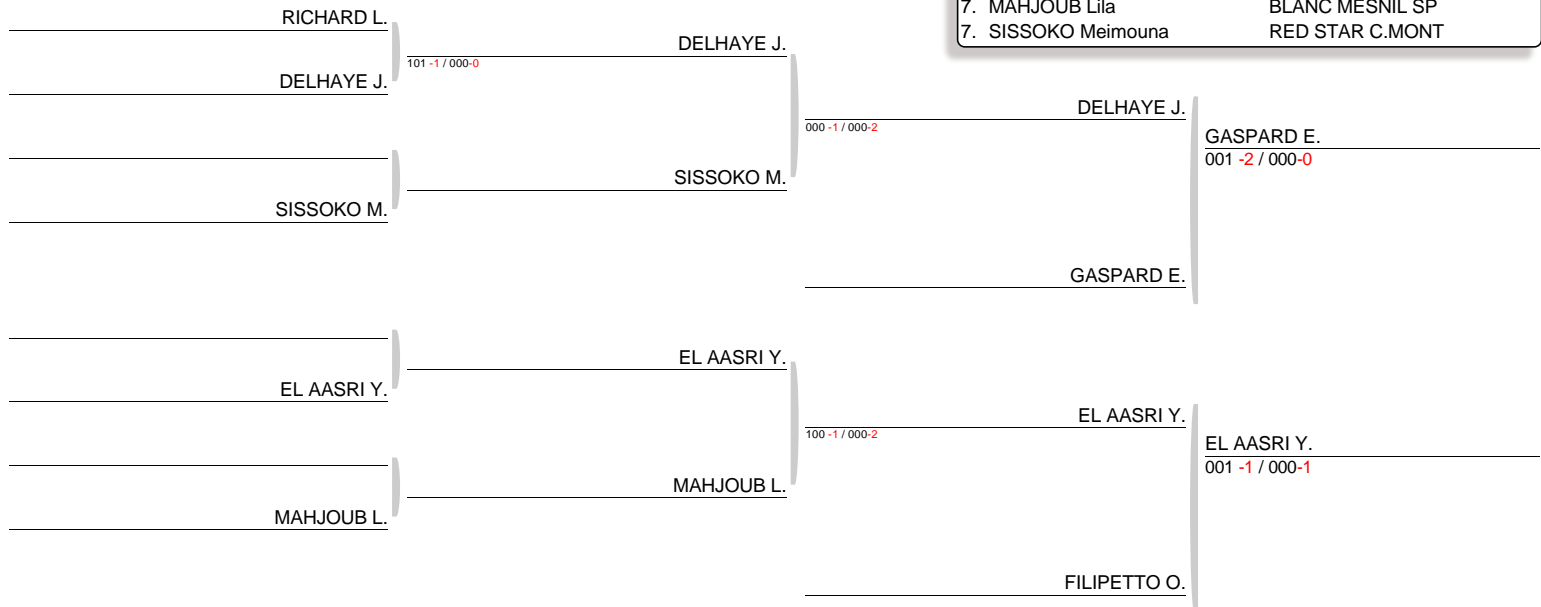 7. MAHJOUB Lila BLANC MESNIL SP
7. SISSOKO Meimouna RED STAR C.MONT
RICHARD L.
DELHAYE J.
101 -1 / 000-0
DELHAYE J.
DELHAYE J.
000 -1 / 000-2
GASPARD E.
001 -2 / 000-0
SISSOKO M.
SISSOKO M.
GASPARD E.
EL AASRI Y.
EL AASRI Y.
EL AASRI Y.
100 -1 / 000-2
EL AASRI Y.
001 -1 / 000-1
MAHJOUB L.
MAHJOUB L.
FILIPETTO O.